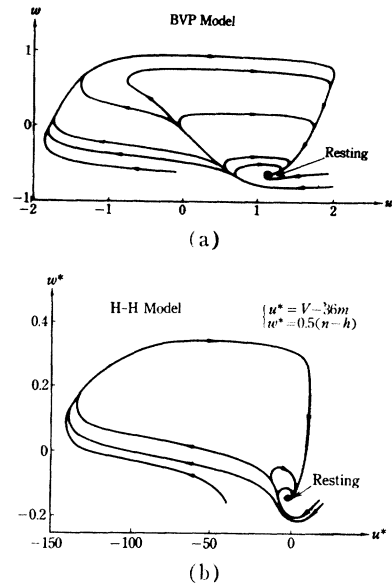 BVP Model
w
1
0
-1
-2
-1
0
1
2
u
Resting
(a)
w*
H-H Model
u* = V-36m
w* = 0.5(n-h)
0.4
0.2
0
-0.2
-150
-100
-50
0
u*
Resting
(b)